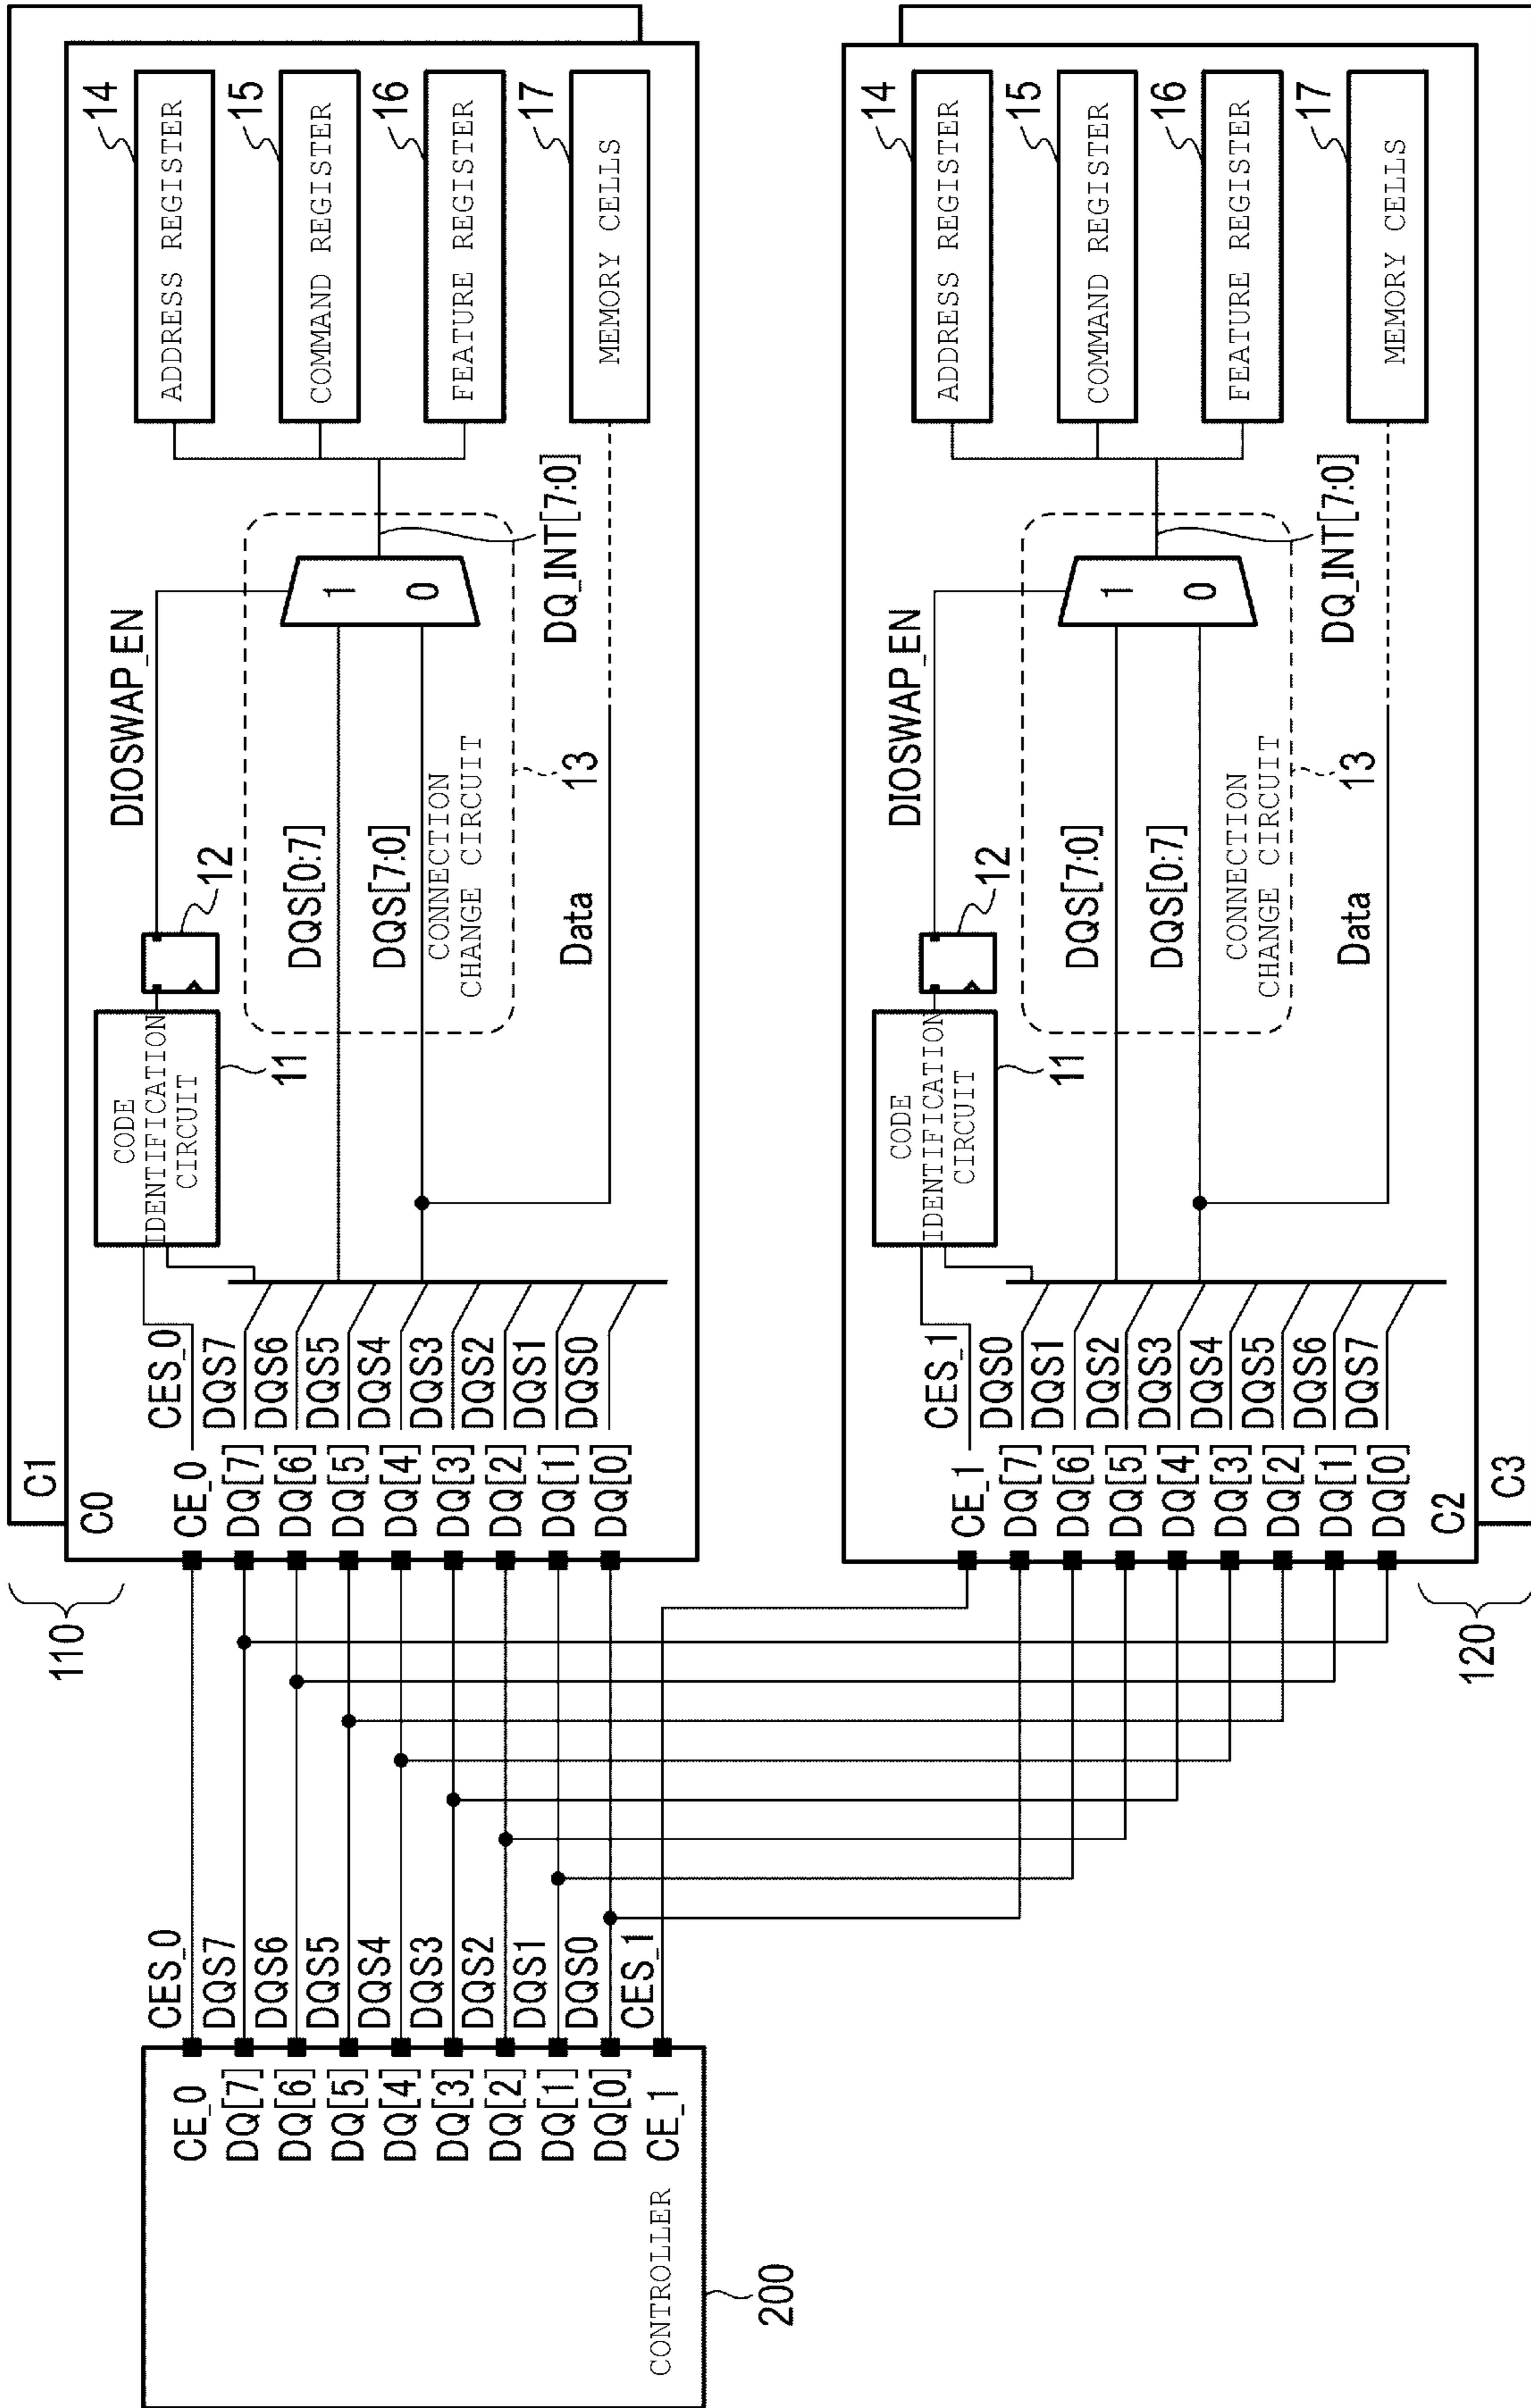 C1
C0
110
CE_0
DQ[7]
DQ[6]
DQ[5]
DQ[4]
DQ[3]
DQ[2]
DQ[1]
DQ[0]
CES_0
DQS7
DQS6
DQS5
DQS4
DQS3
DQS2
DQS1
DQS0
CODE
IDENTIFICATION
CIRCUIT
11
12
DIOSWAP_EN
DQS[0:7]
DQS[7:0]
CONNECTION
CHANGE CIRCUIT
13
Data
1
0
DQ_INT[7:0]
ADDRESS REGISTER
14
COMMAND REGISTER
15
FEATURE REGISTER
16
MEMORY CELLS
17
CONTROLLER
200
CE_0
DQ[7]
DQ[6]
DQ[5]
DQ[4]
DQ[3]
DQ[2]
DQ[1]
DQ[0]
CE_1
CES_0
DQS7
DQS6
DQS5
DQS4
DQS3
DQS2
DQS1
DQS0
CES_1
C2
C3
120
CE_1
DQ[7]
DQ[6]
DQ[5]
DQ[4]
DQ[3]
DQ[2]
DQ[1]
DQ[0]
CES_1
DQS0
DQS1
DQS2
DQS3
DQS4
DQS5
DQS6
DQS7
CODE
IDENTIFICATION
CIRCUIT
11
12
DIOSWAP_EN
DQS[7:0]
DQS[0:7]
CONNECTION
CHANGE CIRCUIT
13
Data
1
0
DQ_INT[7:0]
ADDRESS REGISTER
14
COMMAND REGISTER
15
FEATURE REGISTER
16
MEMORY CELLS
17